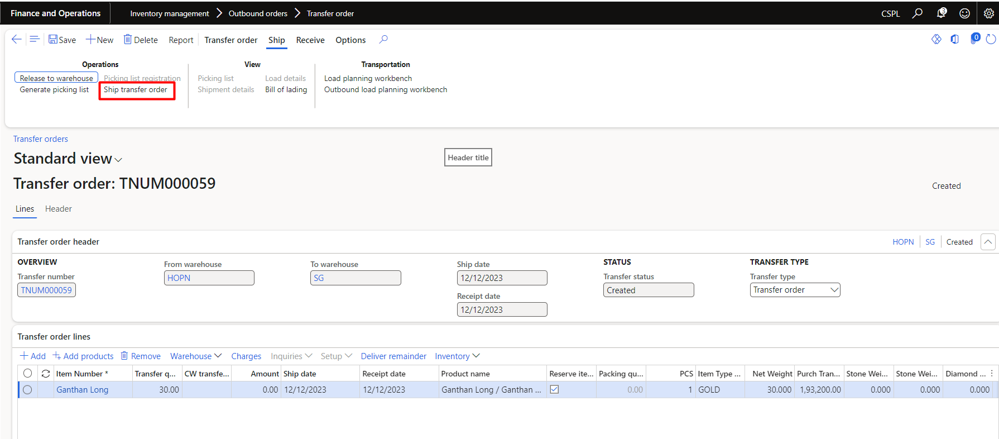 Finance and Operations
Inventory management > Outbound orders > Transfer order
CSPL
3
Save New Delete Report Transfer order Ship Receive Options
0
Operations
Release to warehouse Picking list registration
Generate picking list Ship transfer order
View
Picking list Load details
Shipment details Bill of lading
Transportation
Load planning workbench
Outbound load planning workbench
Transfer orders
Standard view
Header title
Transfer order: TNUM000059
Created
Lines Header
Transfer order header
HOPN SG Created
OVERVIEW
Transfer number
TNUM000059
From warehouse
HOPN
To warehouse
SG
Ship date
12/12/2023
Receipt date
12/12/2023
STATUS
Transfer status
Created
TRANSFER TYPE
Transfer type
Transfer order
Transfer order lines
Add Add products Remove Warehouse Charges Inquiries Setup Deliver remainder Inventory
Item Number * Transfer q... CW transfe... Amount Ship date Receipt date Product name Reserve ite... Packing qu... PCS Item Type ... Net Weight Purch Tran... Stone Wei... Stone Wei... Diamond ...
Ganthan Long 30.00 0.00 12/12/2023 12/12/2023 Ganthan Long / Ganthan ... 0.00 1 GOLD 30.000 1,93,200.00 0.000 0.000 0.000